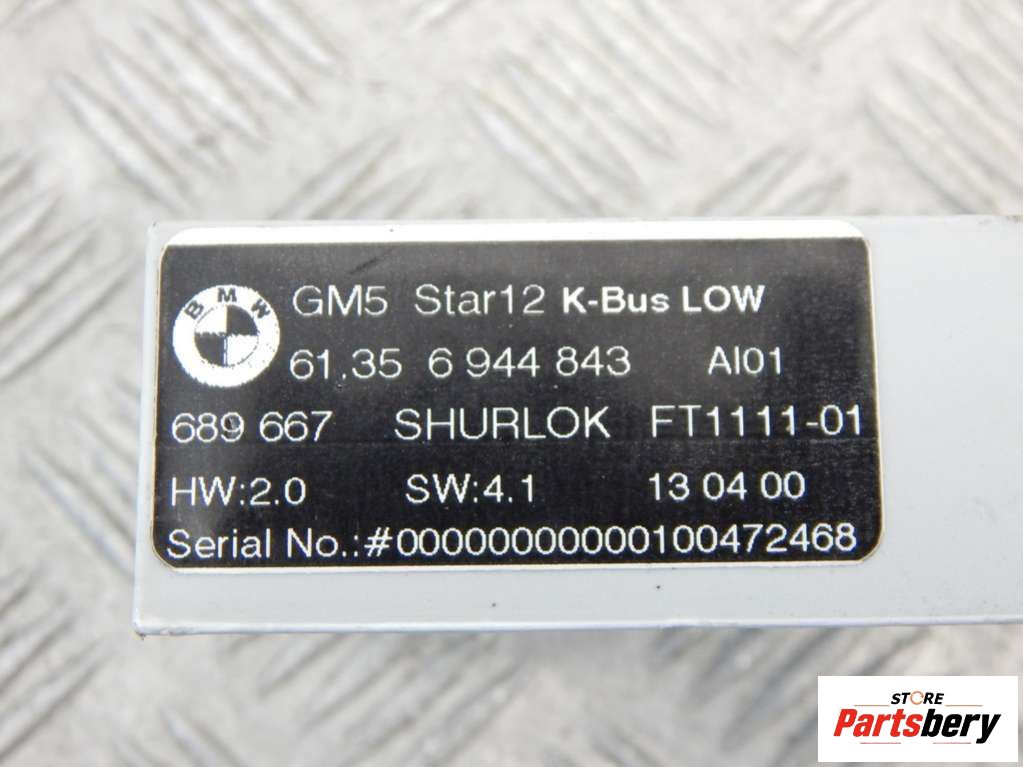 BMW
GM5 Star12 K-Bus LOW
61.35 6 944 843 AI01
689 667 SHURLOK FT1111-01
HW:2.0 SW:4.1 13 04 00
Serial No.:#00000000000100472468
STORE
Partsbery